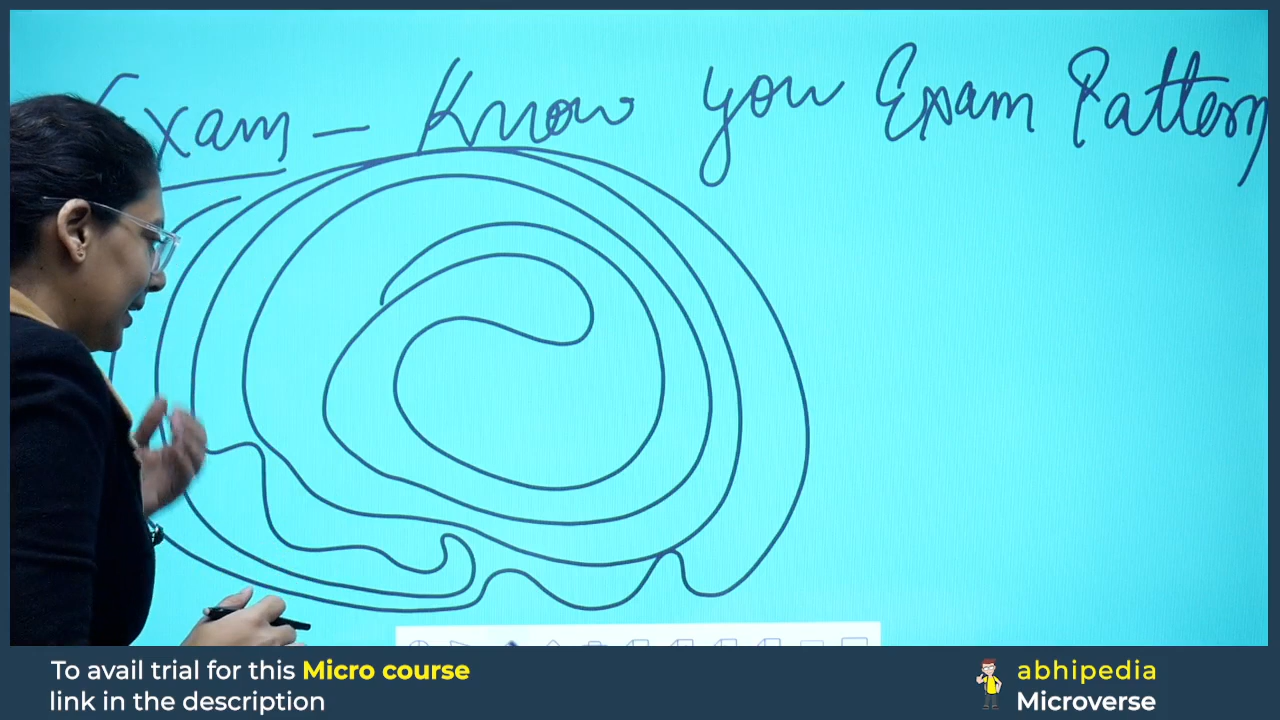 Exam - Know you Exam Pattern
To avail trial for this Micro course
link in the description
abhipedia
Microverse